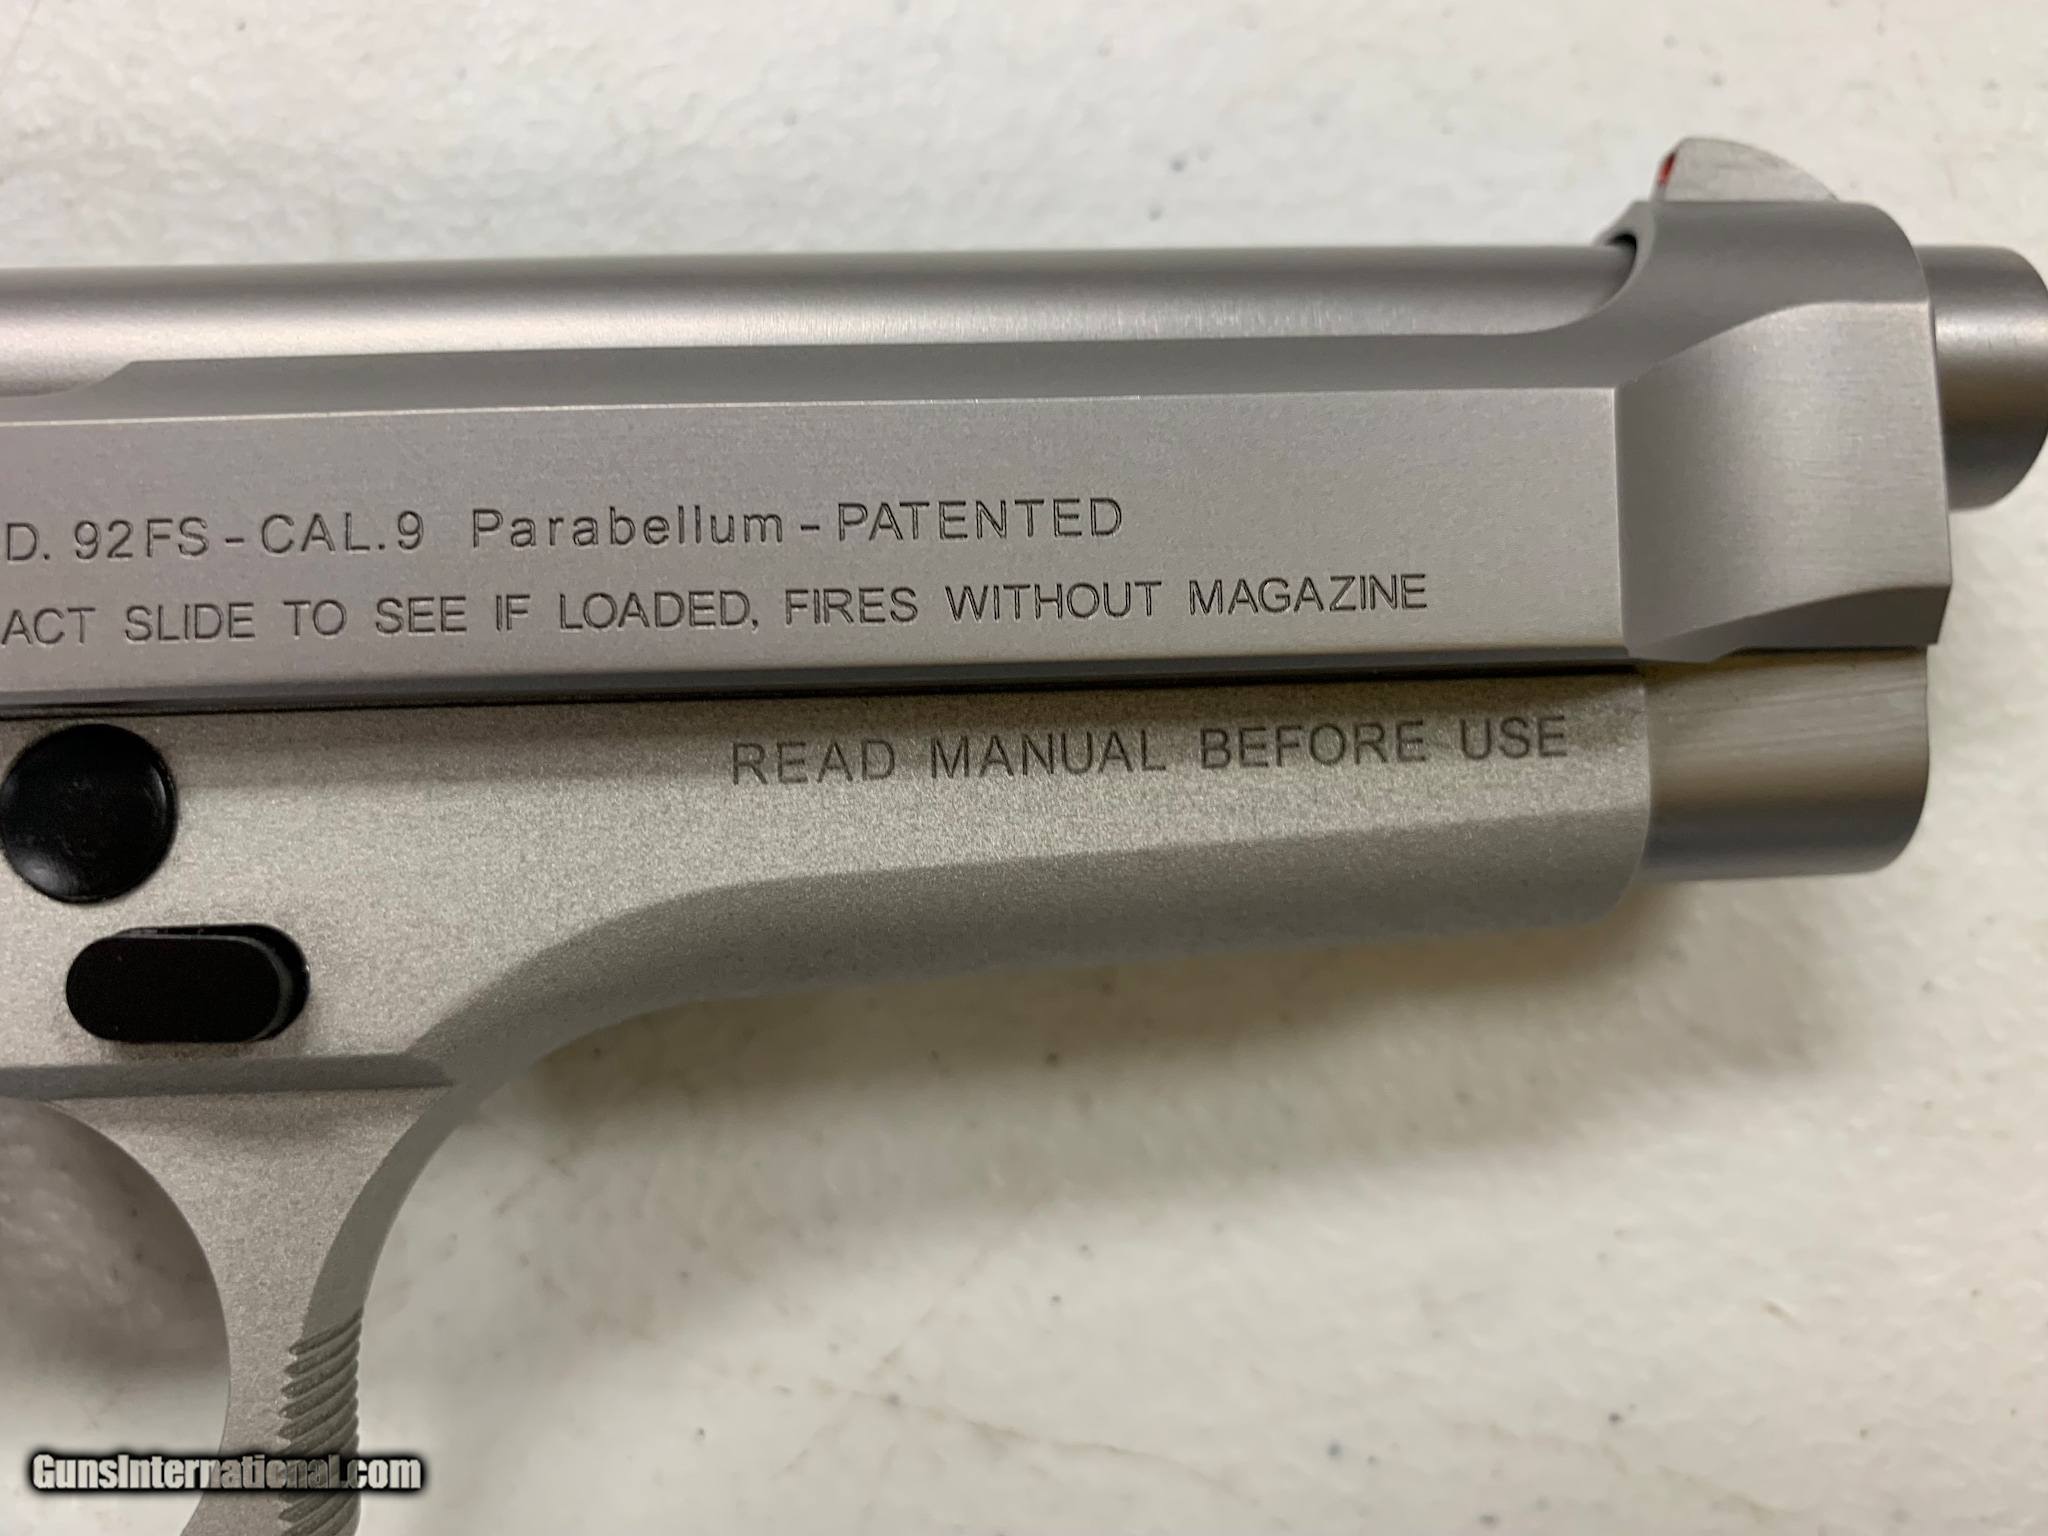 D. 92FS-CAL.9 Parabellum-PATENTED
ACT SLIDE TO SEE IF LOADED, FIRES WITHOUT MAGAZINE
READ MANUAL BEFORE USE
GunsInternational.com